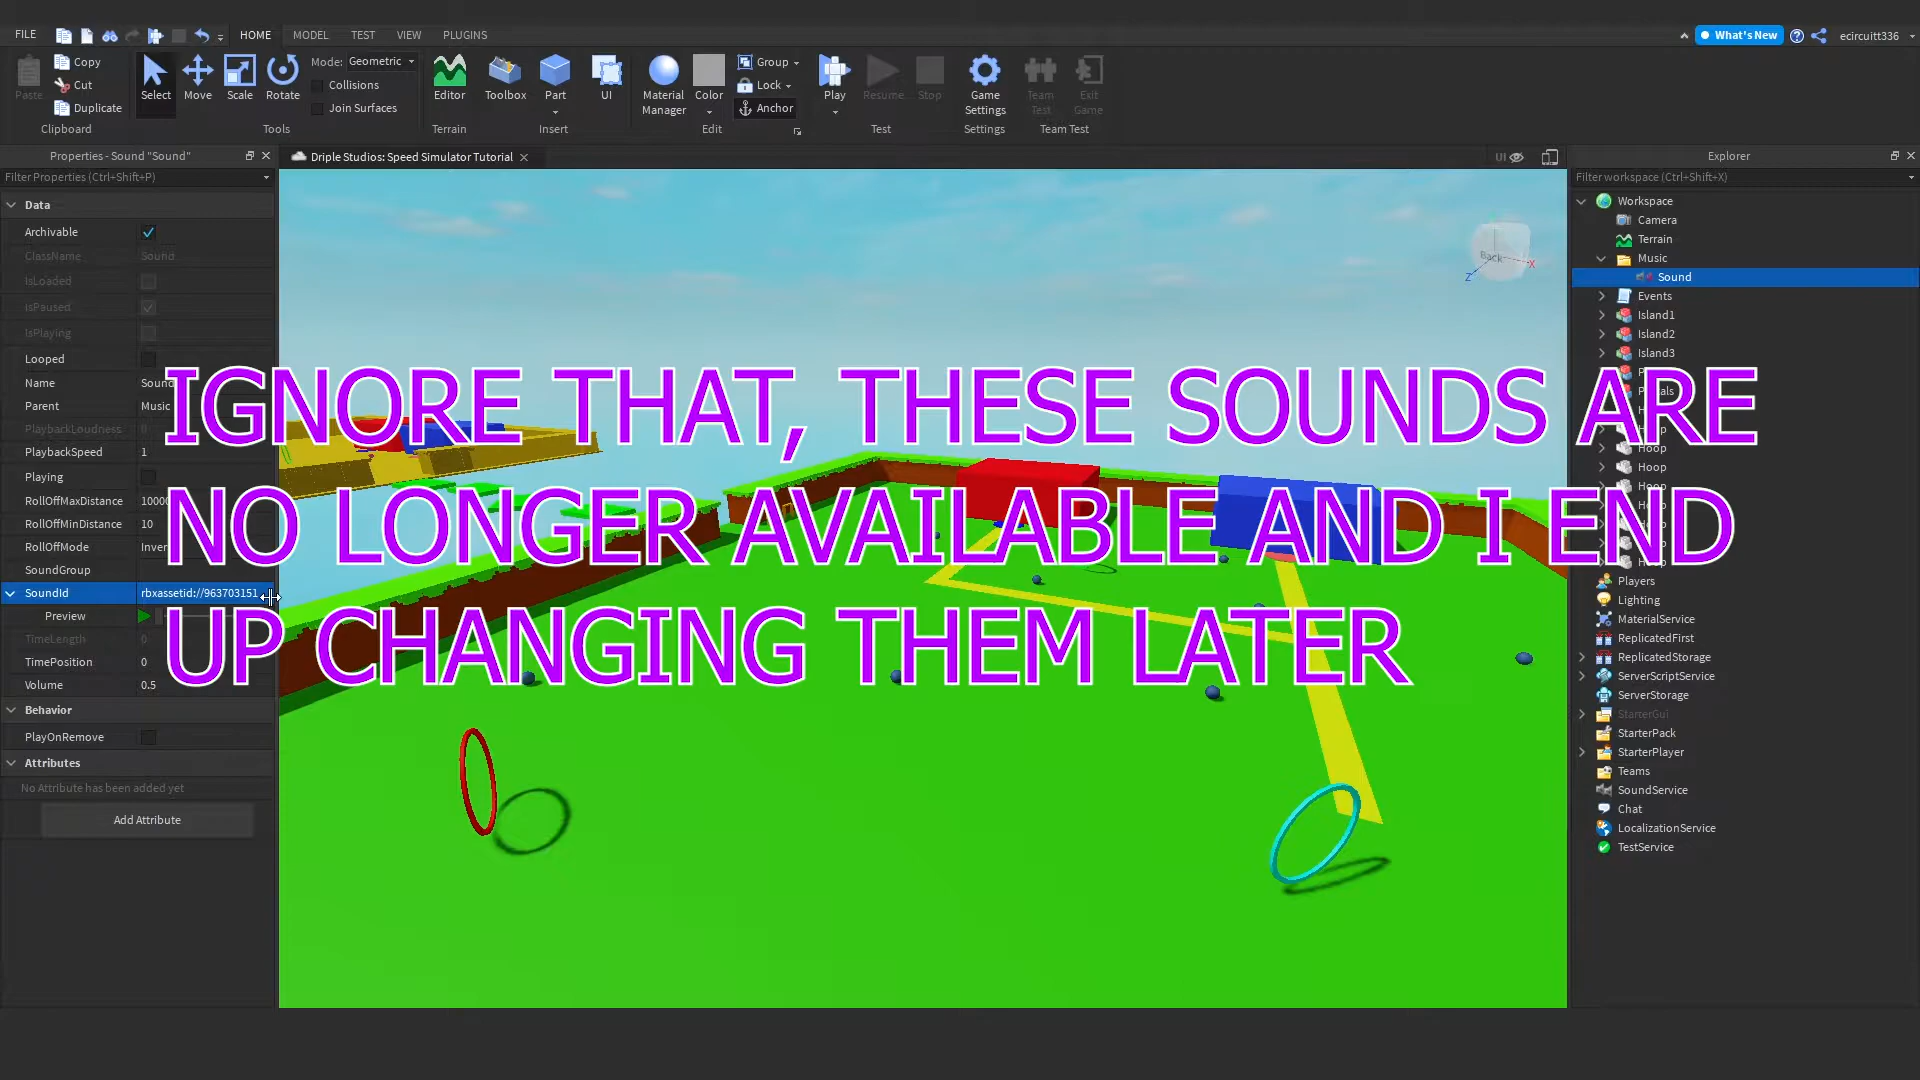 FILE
HOME
MODEL
TEST
VIEW
PLUGINS
What's New
ecircuitt336
Paste
Copy
Cut
Duplicate
Clipboard
Select
Move
Scale
Rotate
Mode: Geometric
Collisions
Join Surfaces
Tools
Editor
Terrain
Toolbox
Part
UI
Insert
Material Manager
Color
Group
Lock
Anchor
Edit
Play
Resume
Stop
Test
Game Settings
Settings
Team Test
Exit Game
Team Test
Properties - Sound "Sound"
Filter Properties (Ctrl+Shift+P)
Data
Archivable
ClassName Sound
IsLoaded
IsPaused
IsPlaying
Looped
Name Sound
Parent Music
PlaybackLoudness 0
PlaybackSpeed 1
Playing
RollOffMaxDistance 10000
RollOffMinDistance 10
RollOffMode
SoundGroup
SoundId rbxassetid://963703151
Preview
TimeLength 0
TimePosition 0
Volume 0.5
Behavior
PlayOnRemove
Attributes
No Attribute has been added yet
Add Attribute
Driple Studios: Speed Simulator Tutorial
UI
Back
X
Z
IGNORE THAT, THESE SOUNDS ARE
NO LONGER AVAILABLE AND I END
UP CHANGING THEM LATER
Explorer
Filter workspace (Ctrl+Shift+X)
Workspace
Camera
Terrain
Music
Sound
Events
Island1
Island2
Island3
Hoop
Hoop
Hoop
Players
Lighting
MaterialService
ReplicatedFirst
ReplicatedStorage
ServerScriptService
ServerStorage
StarterGui
StarterPack
StarterPlayer
Teams
SoundService
Chat
LocalizationService
TestService